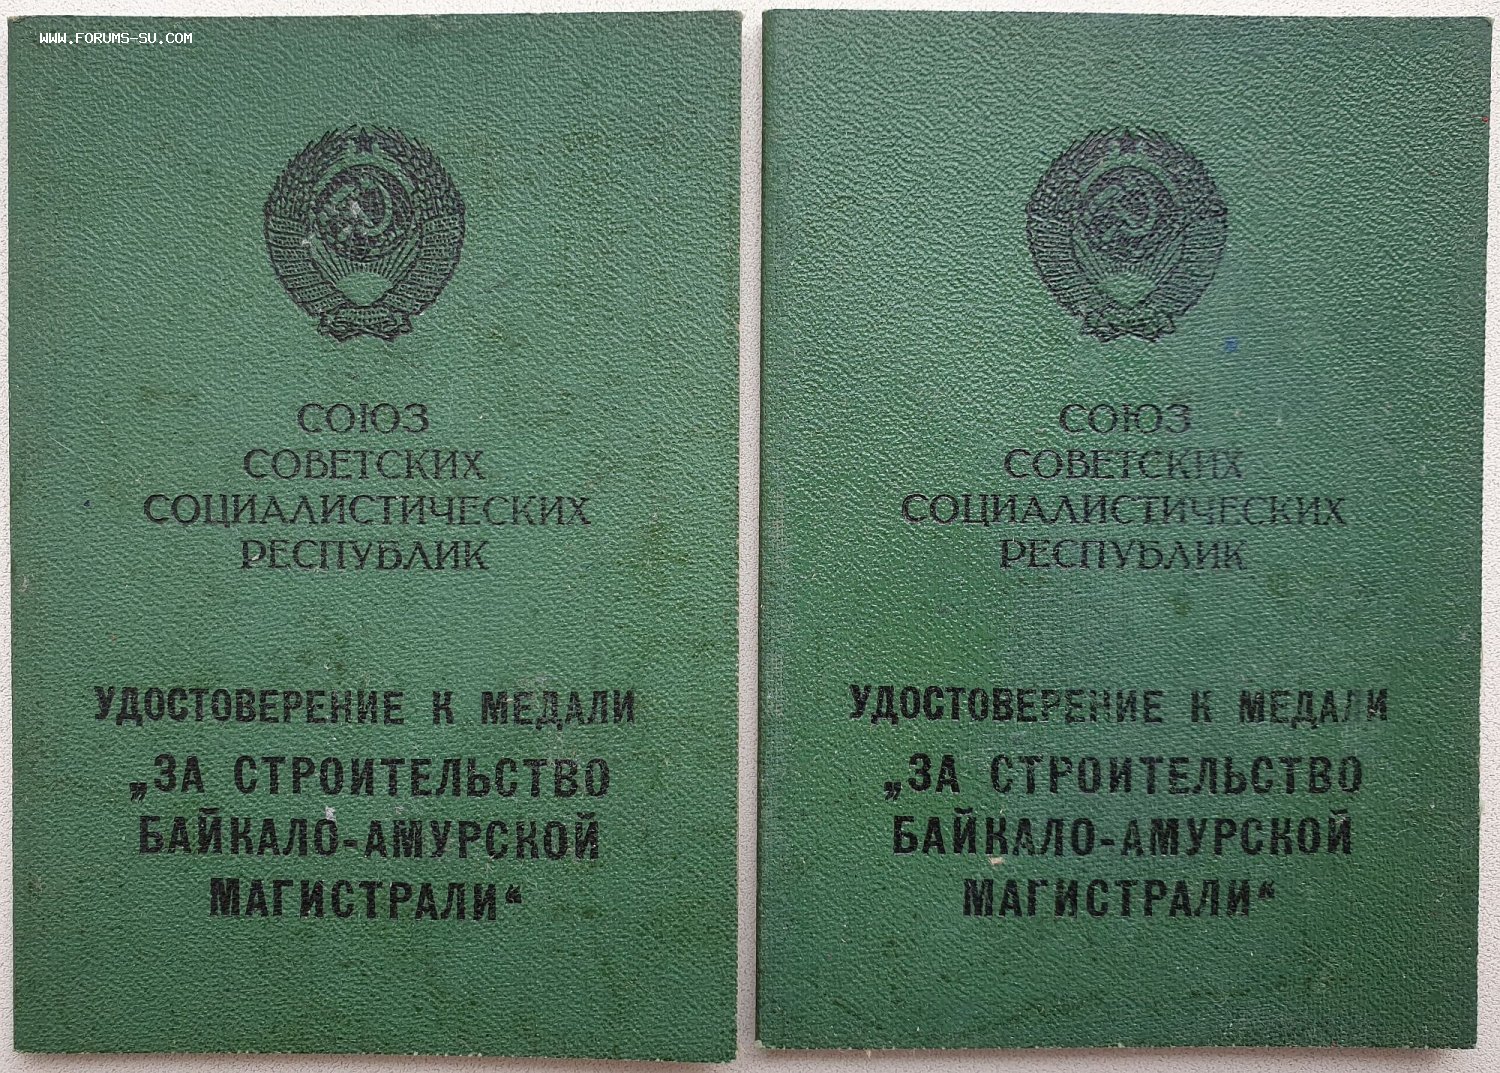 WWW.FORUMS-SU.COM
СОЮЗ
СОВЕТСКИХ
СОЦИАЛИСТИЧЕСКИХ
РЕСПУБЛИК
УДОСТОВЕРЕНИЕ К МЕДАЛИ
„ЗА СТРОИТЕЛЬСТВО
БАЙКАЛО-АМУРСКОЙ
МАГИСТРАЛИ“
СОЮЗ
СОВЕТСКИХ
СОЦИАЛИСТИЧЕСКИХ
РЕСПУБЛИК
УДОСТОВЕРЕНИЕ К МЕДАЛИ
„ЗА СТРОИТЕЛЬСТВО
БАЙКАЛО-АМУРСКОЙ
МАГИСТРАЛИ“